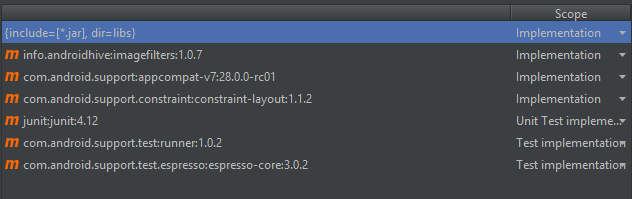 Scope
{include=[*.jar], dir=libs} Implementation
m info.androidhive:imagefilters:1.0.7 Implementation
m com.android.support:appcompat-v7:28.0.0-rc01 Implementation
m com.android.support.constraint:constraint-layout:1.1.2 Implementation
m junit:junit:4.12 Unit Test impleme...
m com.android.support.test:runner:1.0.2 Test implementation
m com.android.support.test.espresso:espresso-core:3.0.2 Test implementation